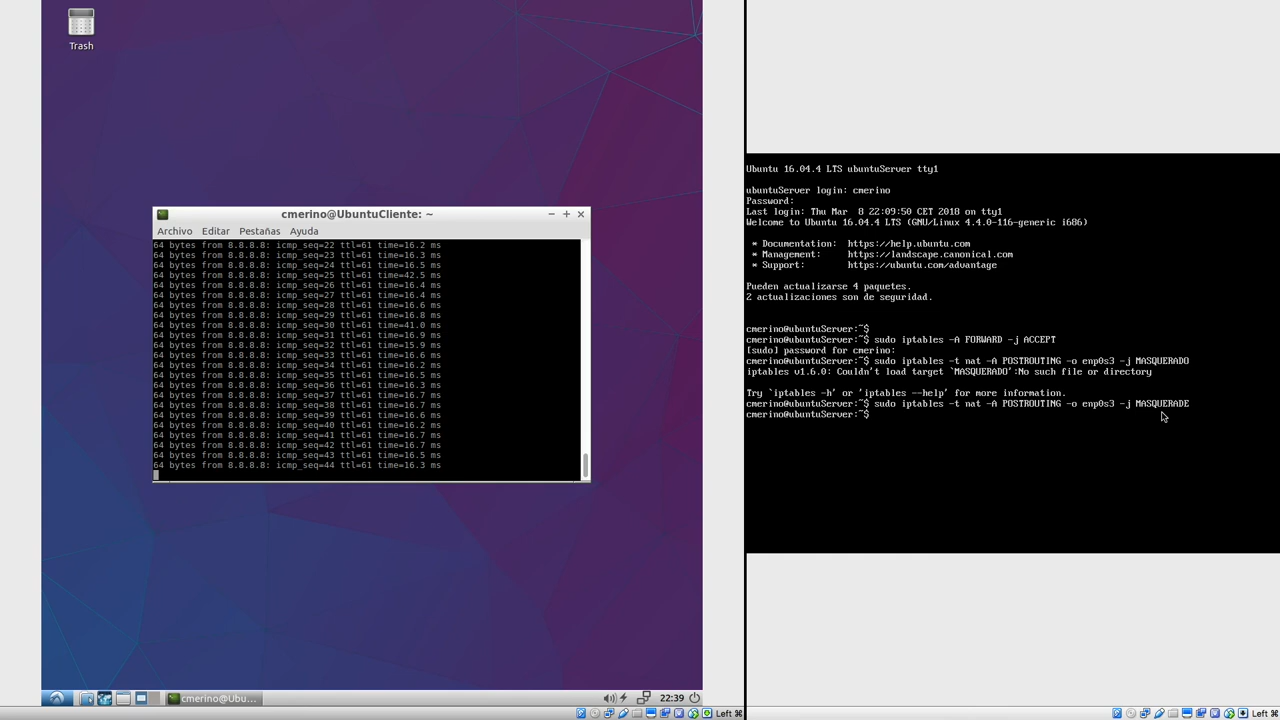 Trash
cmerino@UbuntuCliente: ~
Archivo Editar Pestañas Ayuda
64 bytes from 8.8.8.8: icmp_seq=22 ttl=61 time=16.2 ms
64 bytes from 8.8.8.8: icmp_seq=23 ttl=61 time=16.3 ms
64 bytes from 8.8.8.8: icmp_seq=24 ttl=61 time=16.5 ms
64 bytes from 8.8.8.8: icmp_seq=25 ttl=61 time=42.5 ms
64 bytes from 8.8.8.8: icmp_seq=26 ttl=61 time=16.4 ms
64 bytes from 8.8.8.8: icmp_seq=27 ttl=61 time=16.4 ms
64 bytes from 8.8.8.8: icmp_seq=28 ttl=61 time=16.6 ms
64 bytes from 8.8.8.8: icmp_seq=29 ttl=61 time=16.8 ms
64 bytes from 8.8.8.8: icmp_seq=30 ttl=61 time=41.0 ms
64 bytes from 8.8.8.8: icmp_seq=31 ttl=61 time=16.9 ms
64 bytes from 8.8.8.8: icmp_seq=32 ttl=61 time=15.9 ms
64 bytes from 8.8.8.8: icmp_seq=33 ttl=61 time=16.6 ms
64 bytes from 8.8.8.8: icmp_seq=34 ttl=61 time=16.2 ms
64 bytes from 8.8.8.8: icmp_seq=35 ttl=61 time=16.5 ms
64 bytes from 8.8.8.8: icmp_seq=36 ttl=61 time=16.3 ms
64 bytes from 8.8.8.8: icmp_seq=37 ttl=61 time=16.7 ms
64 bytes from 8.8.8.8: icmp_seq=38 ttl=61 time=16.7 ms
64 bytes from 8.8.8.8: icmp_seq=39 ttl=61 time=16.6 ms
64 bytes from 8.8.8.8: icmp_seq=40 ttl=61 time=16.2 ms
64 bytes from 8.8.8.8: icmp_seq=41 ttl=61 time=16.7 ms
64 bytes from 8.8.8.8: icmp_seq=42 ttl=61 time=16.7 ms
64 bytes from 8.8.8.8: icmp_seq=43 ttl=61 time=16.5 ms
64 bytes from 8.8.8.8: icmp_seq=44 ttl=61 time=16.3 ms
cmerino@Ubu...
22:39
Left ⌘
Ubuntu 16.04.4 LTS ubuntuServer tty1
ubuntuServer login: cmerino
Password:
Last login: Thu Mar  8 22:09:50 CET 2018 on tty1
Welcome to Ubuntu 16.04.4 LTS (GNU/Linux 4.4.0-116-generic i686)
* Documentation:  https://help.ubuntu.com
* Management:     https://landscape.canonical.com
* Support:        https://ubuntu.com/advantage
Pueden actualizarse 4 paquetes.
2 actualizaciones son de seguridad.
cmerino@ubuntuServer:~$
cmerino@ubuntuServer:~$ sudo iptables -A FORWARD -j ACCEPT
[sudo] password for cmerino:
cmerino@ubuntuServer:~$ sudo iptables -t nat -A POSTROUTING -o enp0s3 -j MASQUERADO
iptables v1.6.0: Couldn't load target `MASQUERADO':No such file or directory
Try `iptables -h' or 'iptables --help' for more information.
cmerino@ubuntuServer:~$ sudo iptables -t nat -A POSTROUTING -o enp0s3 -j MASQUERADE
cmerino@ubuntuServer:~$
Left ⌘